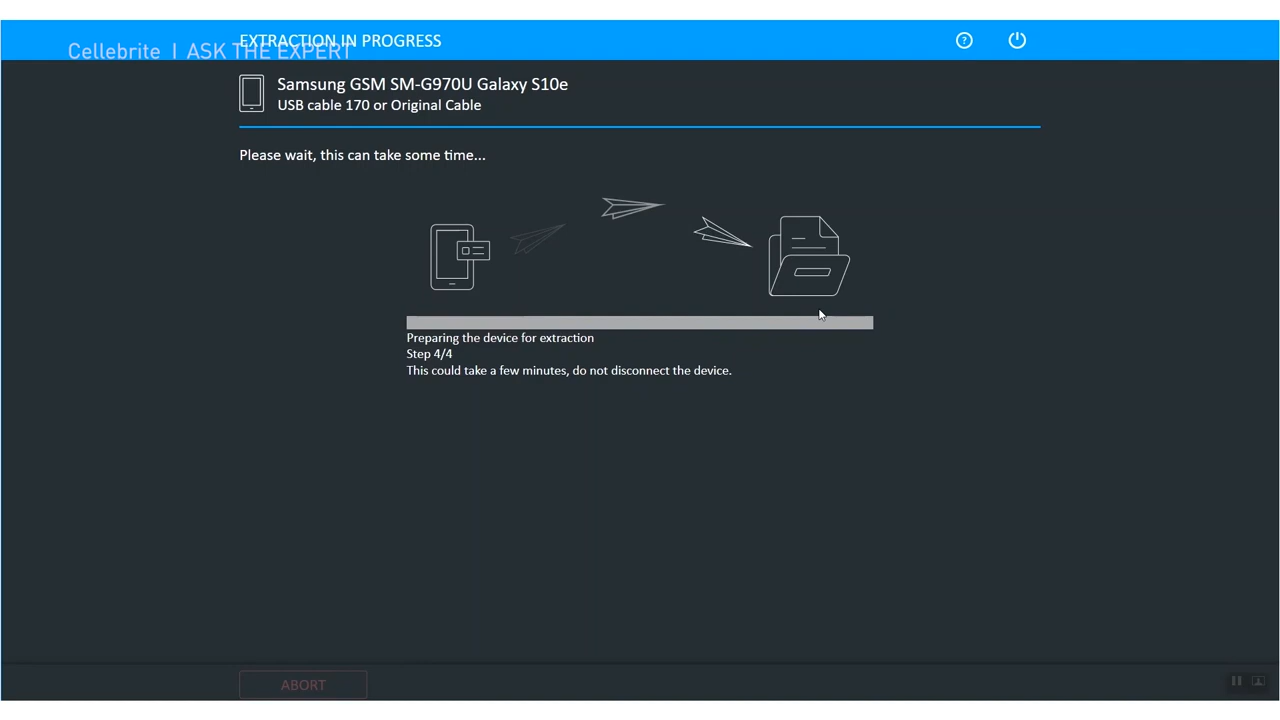 EXTRACTION IN PROGRESS
Cellebrite | ASK THE EXPERT
Samsung GSM SM-G970U Galaxy S10e
USB cable 170 or Original Cable
Please wait, this can take some time...
Preparing the device for extraction
Step 4/4
This could take a few minutes, do not disconnect the device.
ABORT